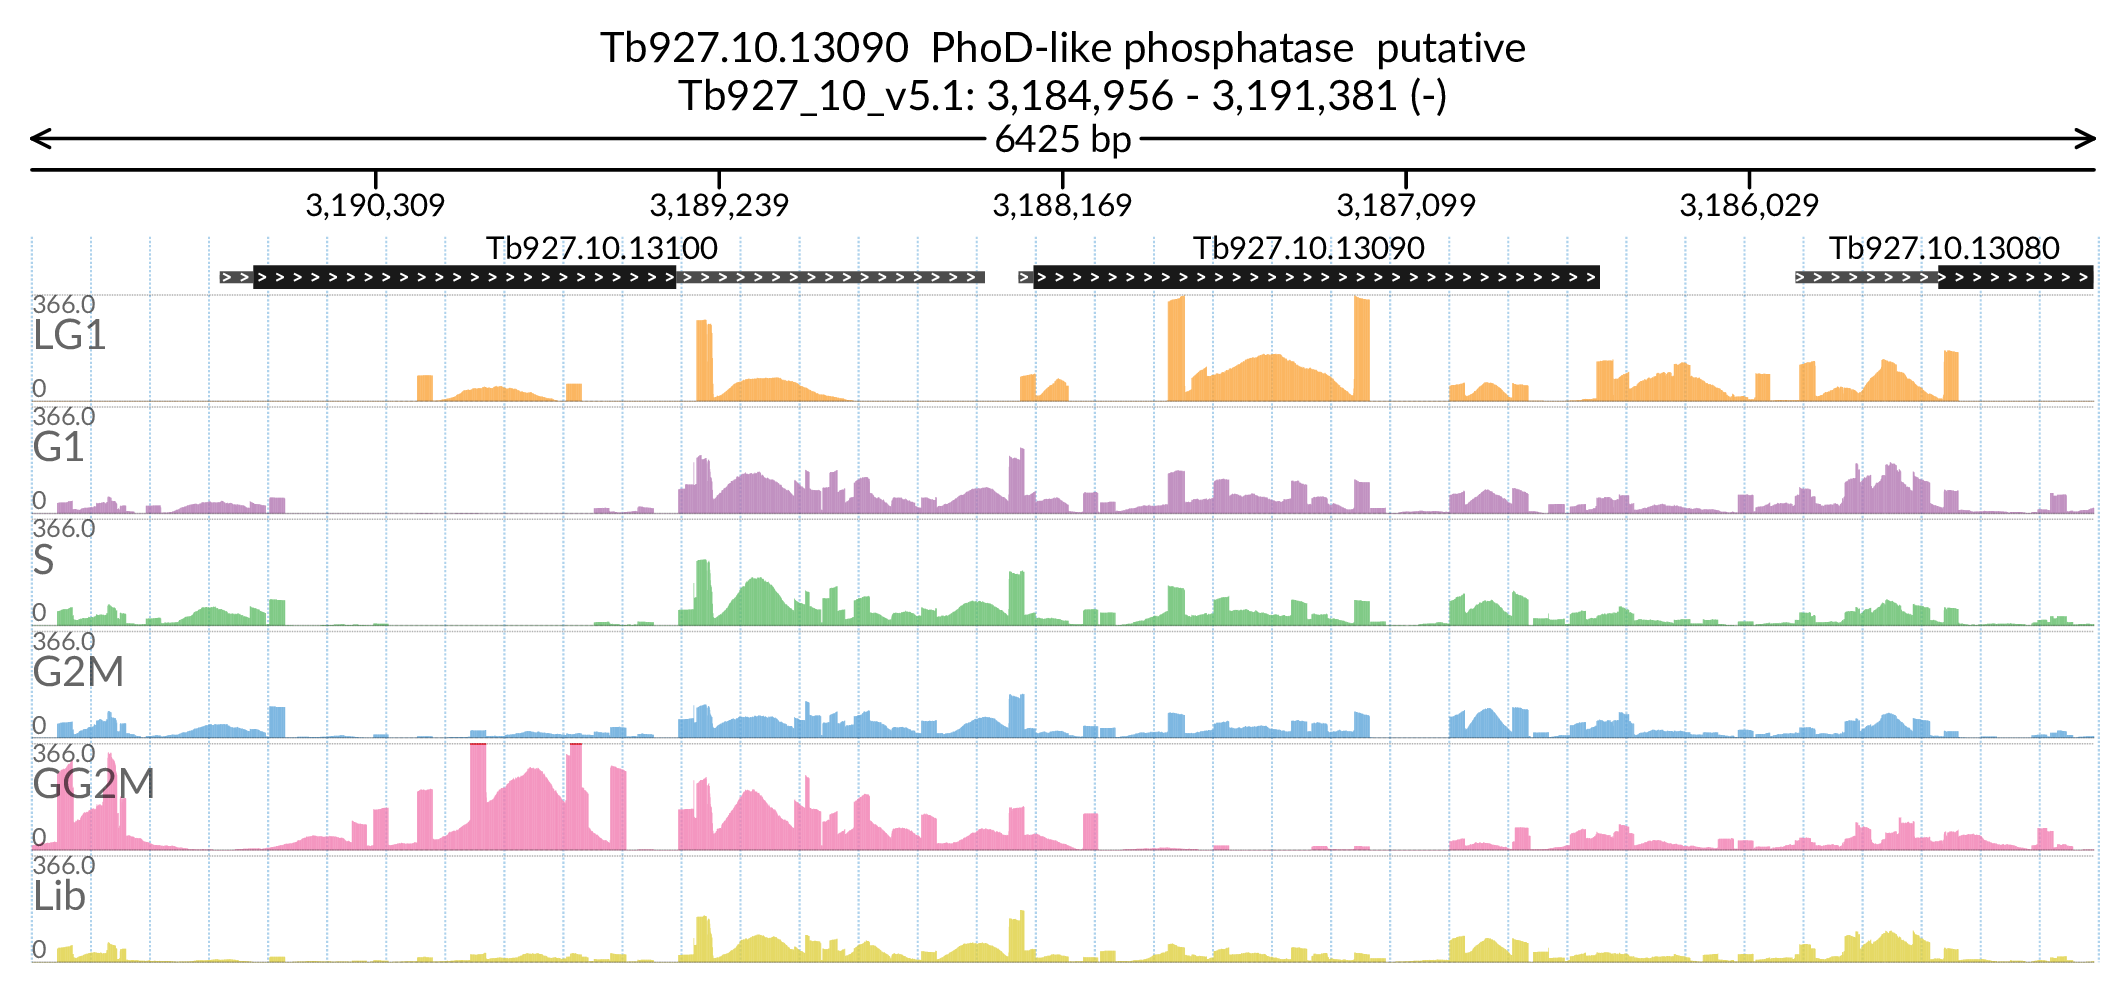 Tb927.10.13090  PhoD-like phosphatase  putative
Tb927_10_v5.1: 3,184,956 - 3,191,381 (-)
6425 bp
3,190,309 3,189,239 3,188,169 3,187,099 3,186,029
Tb927.10.13100 Tb927.10.13090 Tb927.10.13080
366.0
LG1
0
366.0
G1
0
366.0
S
0
366.0
G2M
0
366.0
GG2M
0
366.0
Lib
0